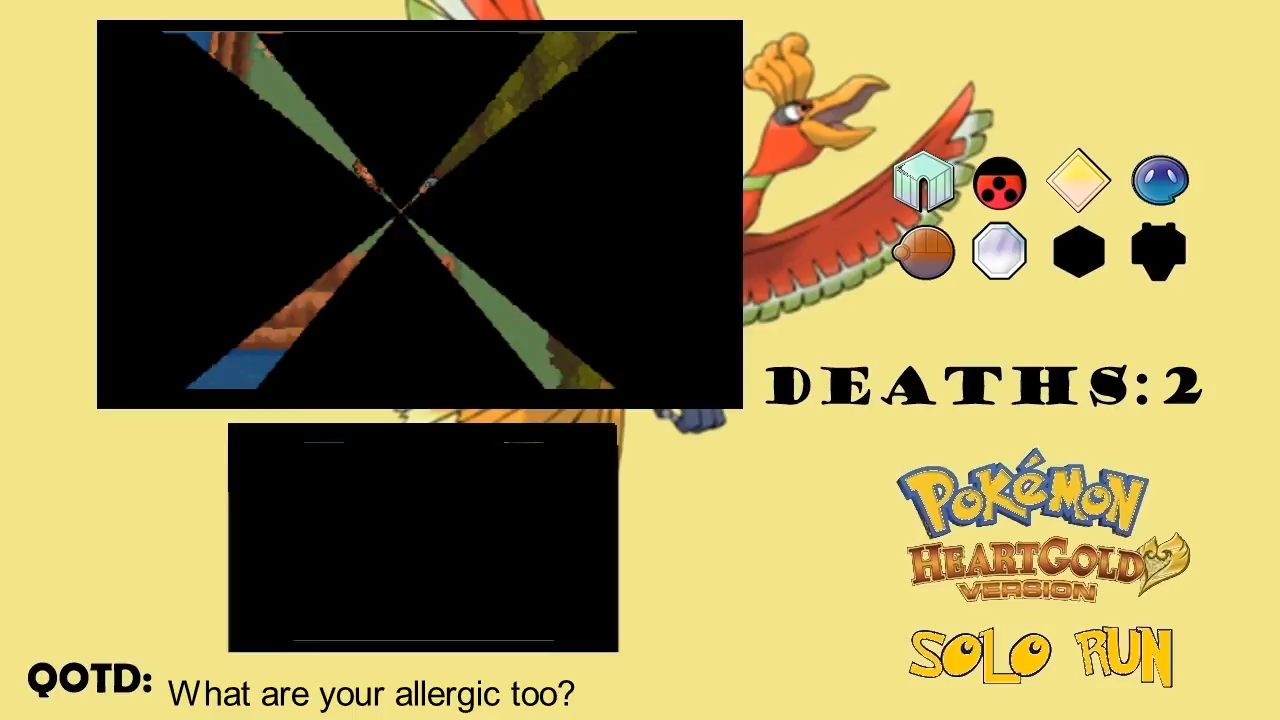 DEATHS:2
POKéMON
HEARTGOLD
VERSION
SOLO RUN
QOTD: What are your allergic too?